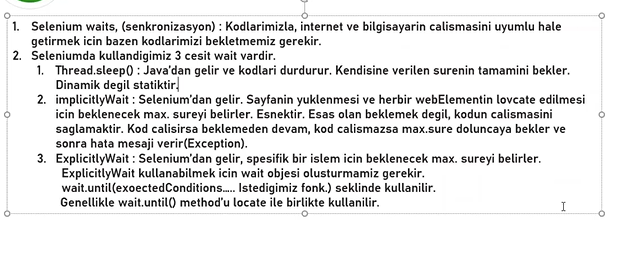 1. Selenium waits, (senkronizasyon) : Kodlarimizla, internet ve bilgisayarin calismasini uyumlu hale
getirmek icin bazen kodlarimizi bekletmemiz gerekir.
2. Seleniumda kullandigimiz 3 cesit wait vardir.
1. Thread.sleep() : Java'dan gelir ve kodlari durdurur. Kendisine verilen surenin tamamini bekler.
Dinamik degil statiktir.
2. implicitlyWait : Selenium'dan gelir. Sayfanin yuklenmesi ve herbir webElementin lovcate edilmesi
icin beklenecek max. sureyi belirler. Esnektir. Esas olan beklemek degil, kodun calismasini
saglamaktir. Kod calisirsa beklemeden devam, kod calismazsa max.sure doluncaya bekler ve
sonra hata mesaji verir(Exception).
3. ExplicitlyWait : Selenium'dan gelir, spesifik bir islem icin beklenecek max. sureyi belirler.
ExplicitlyWait kullanabilmek icin wait objesi olusturmamiz gerekir.
wait.until(exoectedConditions..... Istedigimiz fonk.) seklinde kullanilir.
Genellikle wait.until() method'u locate ile birlikte kullanilir.